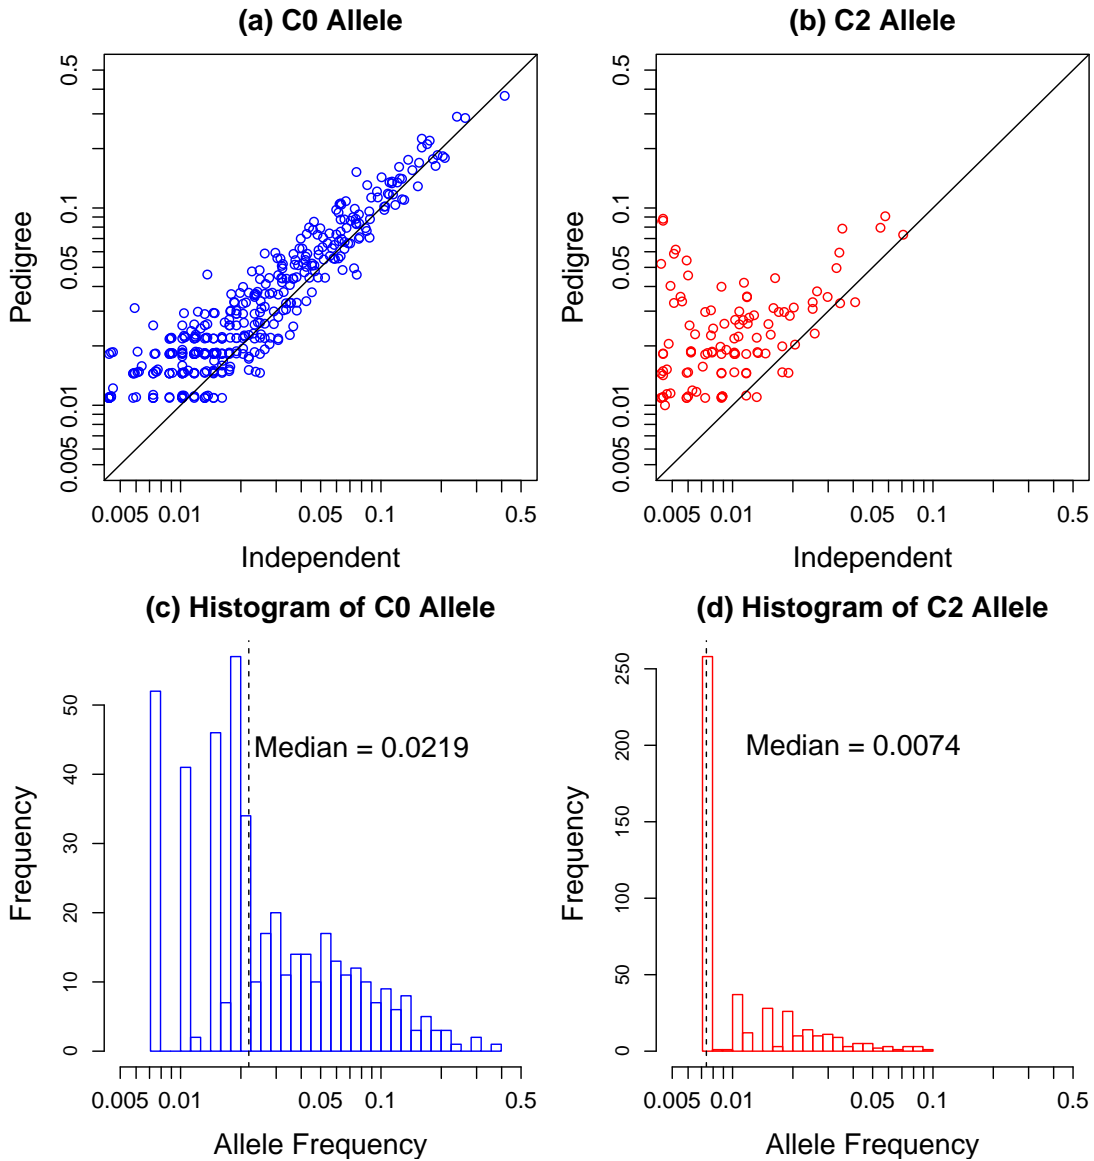 (a) C0 Allele
(b) C2 Allele
Pedigree
0.5
0.1
0.05
0.01
0.005
0.005 0.01 0.05 0.1 0.5
Independent
Pedigree
0.5
0.1
0.05
0.01
0.005
0.005 0.01 0.05 0.1 0.5
Independent
(c) Histogram of C0 Allele
(d) Histogram of C2 Allele
Frequency
50
40
30
20
10
0
Median = 0.0219
0.005 0.01 0.05 0.1 0.5
Allele Frequency
Frequency
250
200
150
100
50
0
Median = 0.0074
0.005 0.01 0.05 0.1 0.5
Allele Frequency